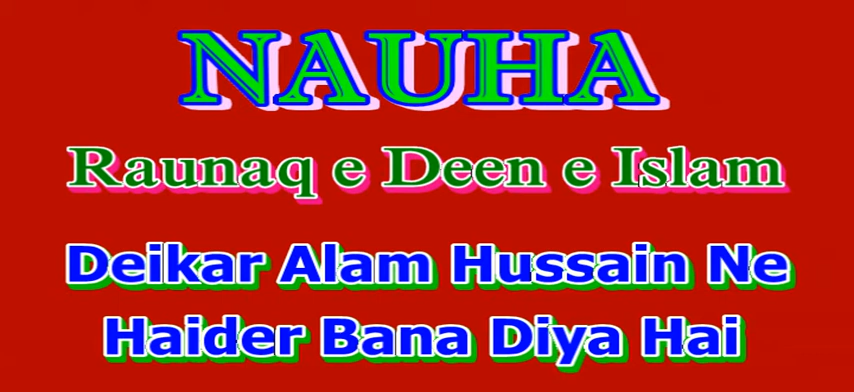 NAUHA
Raunaq e Deen e Islam
Deikar Alam Hussain Ne
Haider Bana Diya Hai